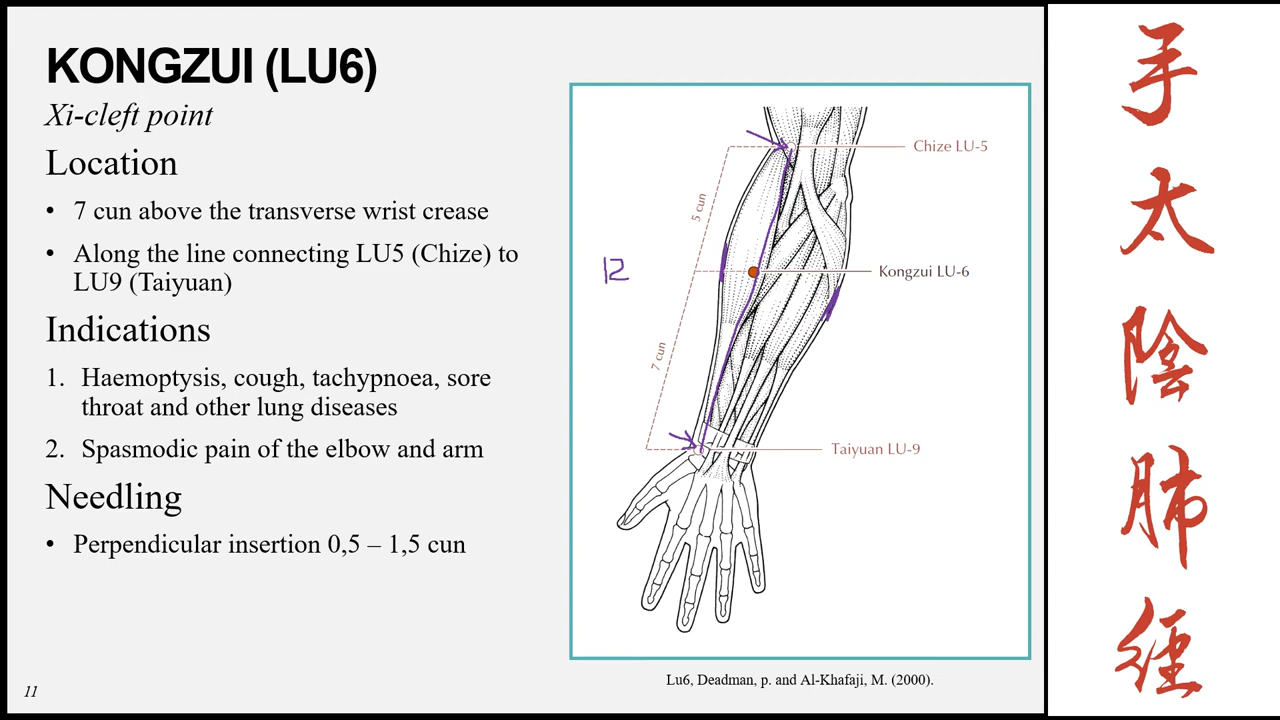 KONGZUI (LU6)
Xi-cleft point
Location
• 7 cun above the transverse wrist crease
• Along the line connecting LU5 (Chize) to
LU9 (Taiyuan)
Indications
1. Haemoptysis, cough, tachypnoea, sore
throat and other lung diseases
2. Spasmodic pain of the elbow and arm
Needling
• Perpendicular insertion 0,5 – 1,5 cun
11
Chize LU-5
5 cun
12
Kongzui LU-6
7 cun
Taiyuan LU-9
Lu6, Deadman, p. and Al-Khafaji, M. (2000).
手
太
陰
肺
經